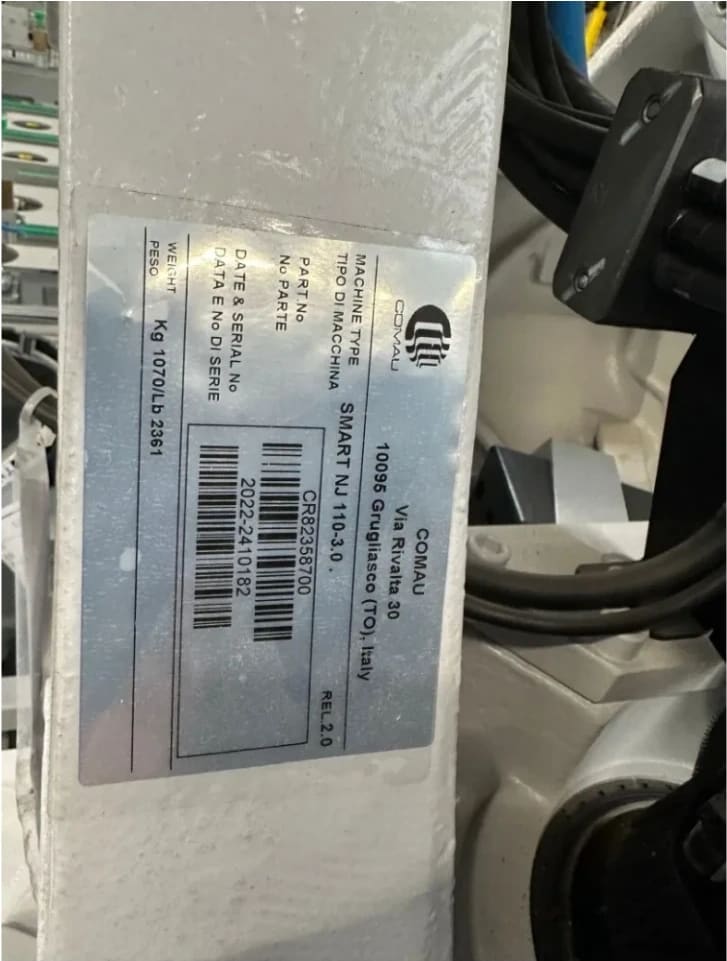 COMAU
COMAU
Via Rivalta 30
10095 Grugliasco (TO), Italy
MACHINE TYPE
TIPO DI MACCHINA SMART NJ 110-3.0 . REL.2.0
PART.No
No PARTE
CR82358700
DATE & SERIAL No
DATA E No DI SERIE
2022-2410182
WEIGHT
PESO Kg 1070/Lb 2361